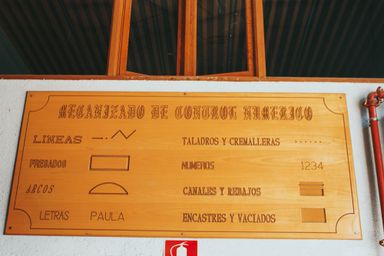 MECANIZADO DE CONTROL NUMERICO
LINEAS
TALADROS Y CREMALLERAS
FRESADOS
NUMEROS 1234
ARCOS
CANALES Y REBAJOS
LETRAS PAULA
ENCASTRES Y VACIADOS